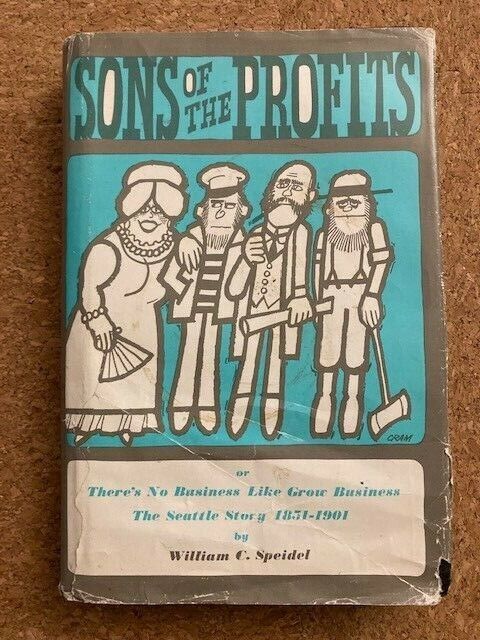 SONS OF THE PROFITS
CRAM
or
There's No Business Like Grow Business
The Seattle Story 1851-1901
by
William C. Speidel